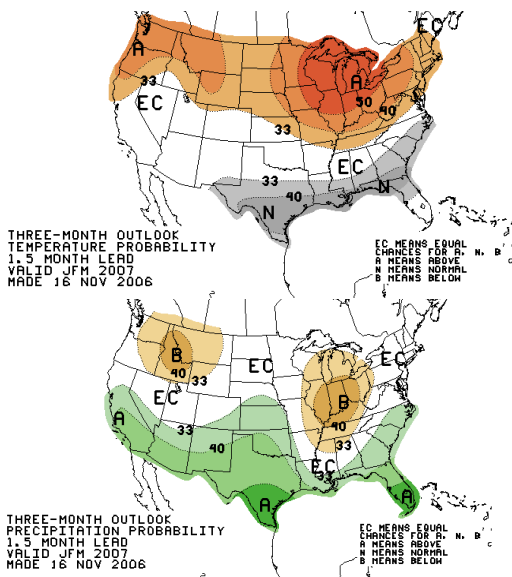 EC
A
33
EC
A
50
40
33
EC
33
40
N
N
THREE-MONTH OUTLOOK
TEMPERATURE PROBABILITY
1.5 MONTH LEAD
VALID JFM 2007
MADE 16 NOV 2006
EC MEANS EQUAL
CHANCES FOR A, N, B
A MEANS ABOVE
N MEANS NORMAL
B MEANS BELOW
B
40
33
EC
EC
EC
A
33
40
B
40
33
EC
33
A
A
THREE-MONTH OUTLOOK
PRECIPITATION PROBABILITY
1.5 MONTH LEAD
VALID JFM 2007
MADE 16 NOV 2006
EC MEANS EQUAL
CHANCES FOR A, N, B
A MEANS ABOVE
N MEANS NORMAL
B MEANS BELOW